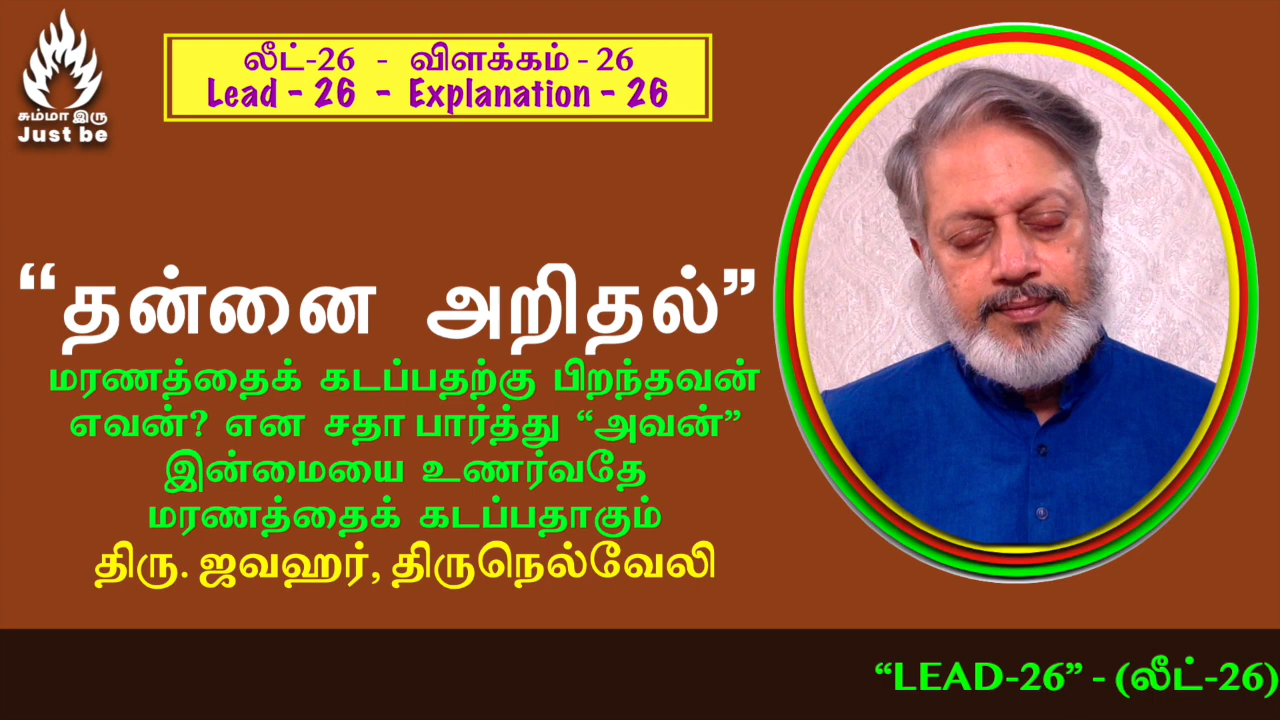 சும்மா இரு
Just be
லீட்-26 - விளக்கம் - 26
Lead - 26 - Explanation - 26
“தன்னை அறிதல்”
மரணத்தைக் கடப்பதற்கு பிறந்தவன்
எவன்? என சதா பார்த்து “அவன்”
இன்மையை உணர்வதே
மரணத்தைக் கடப்பதாகும்
திரு. ஜவஹர், திருநெல்வேலி
“LEAD-26” - (லீட்-26)